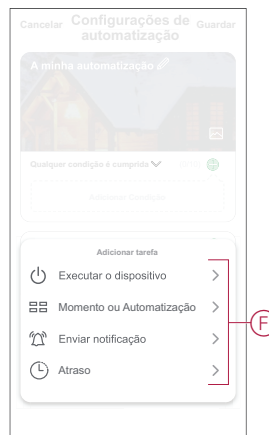 Cancelar Configurações de Guardar
automatização
A minha automatização
Qualquer condição é cumprida
Adicionar Condição
Adicionar tarefa
Executar o dispositivo
Momento ou Automatização
Enviar notificação
Atraso
F